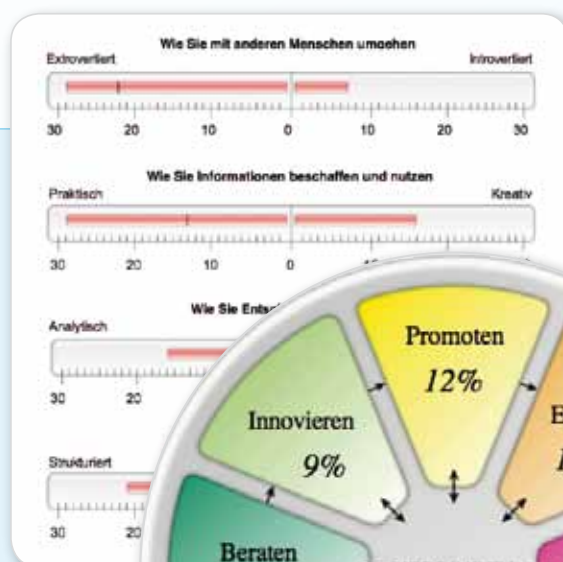 Wie Sie mit anderen Menschen umgehen
Extrovertiert Introvertiert
30 20 10 0 10 20 30
Wie Sie Informationen beschaffen und nutzen
Praktisch Kreativ
30 20 10 0
Wie Sie
Analytisch
30 20
Strukturiert
30
Promoten
12%
Innovieren
9%
Beraten